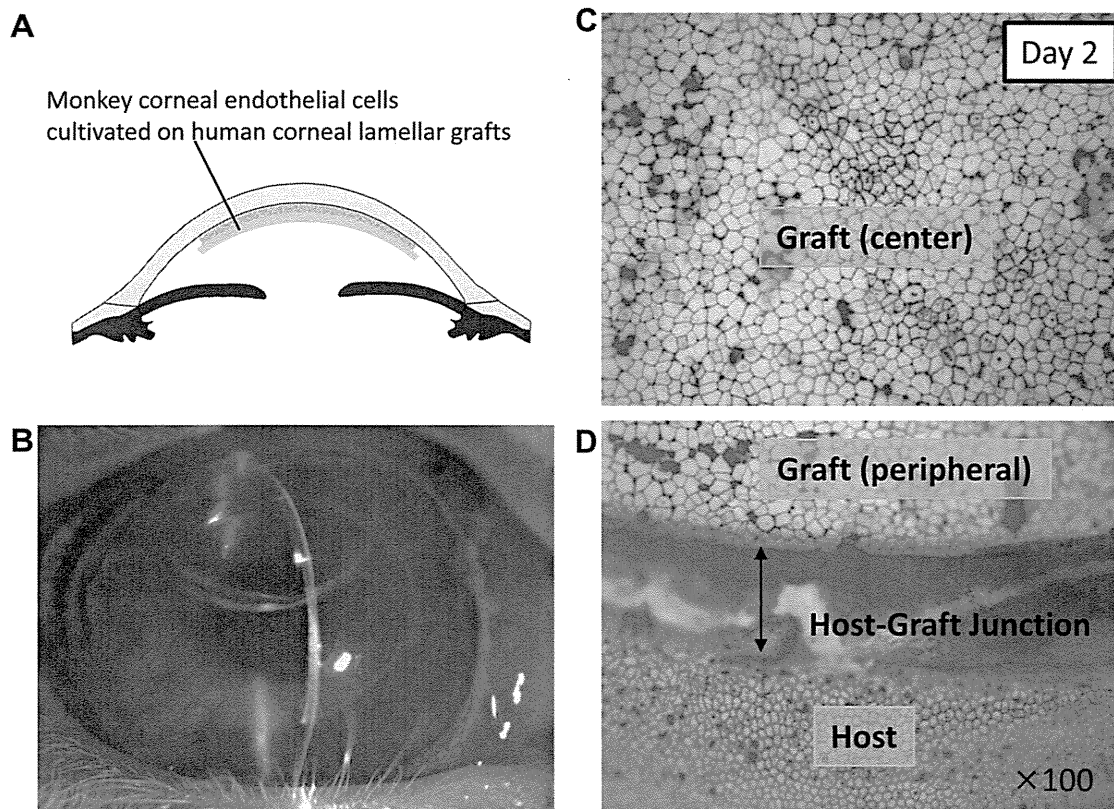 A
Monkey corneal endothelial cells
cultivated on human corneal lamellar grafts
B
C
Day 2
Graft (center)
D
Graft (peripheral)
Host-Graft Junction
Host
×100